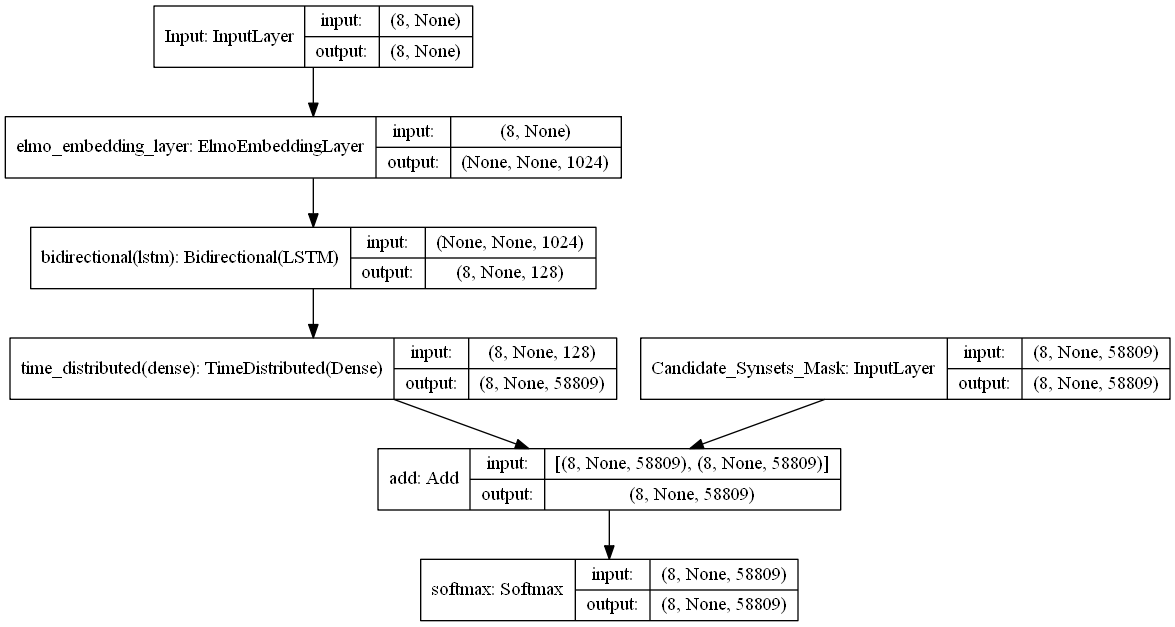 Input: InputLayer
input: (8, None)
output: (8, None)
elmo_embedding_layer: ElmoEmbeddingLayer
input: (8, None)
output: (None, None, 1024)
bidirectional(lstm): Bidirectional(LSTM)
input: (None, None, 1024)
output: (8, None, 128)
time_distributed(dense): TimeDistributed(Dense)
input: (8, None, 128)
output: (8, None, 58809)
Candidate_Synsets_Mask: InputLayer
input: (8, None, 58809)
output: (8, None, 58809)
add: Add
input: [(8, None, 58809), (8, None, 58809)]
output: (8, None, 58809)
softmax: Softmax
input: (8, None, 58809)
output: (8, None, 58809)